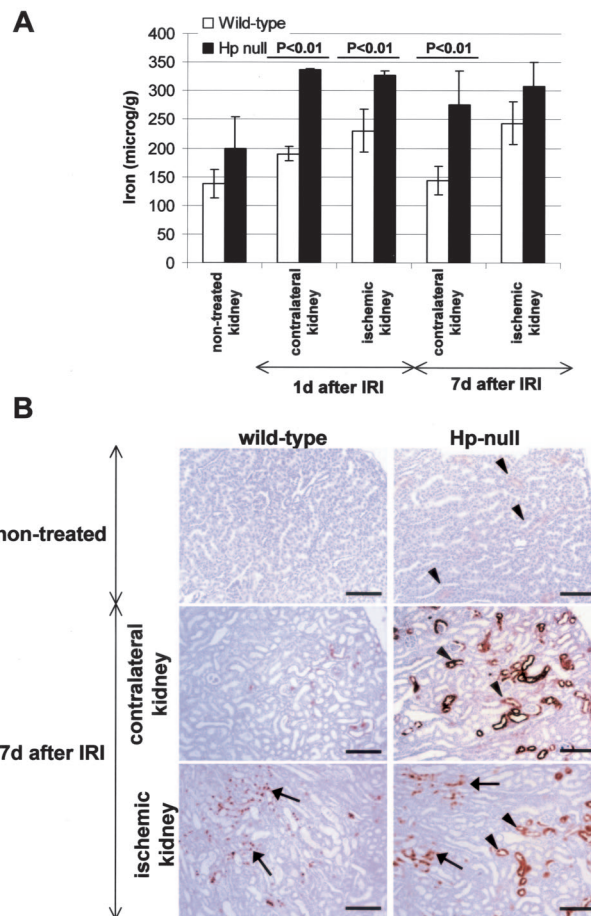 A
Wild-type
Hp null
P<0.01 P<0.01 P<0.01
Iron (microg/g)
400
350
300
250
200
150
100
50
0
non-treated
kidney
contralateral
kidney
ischemic
kidney
contralateral
kidney
ischemic
kidney
1d after IRI 7d after IRI
B
wild-type Hp-null
non-treated
contralateral
kidney
7d after IRI
ischemic
kidney